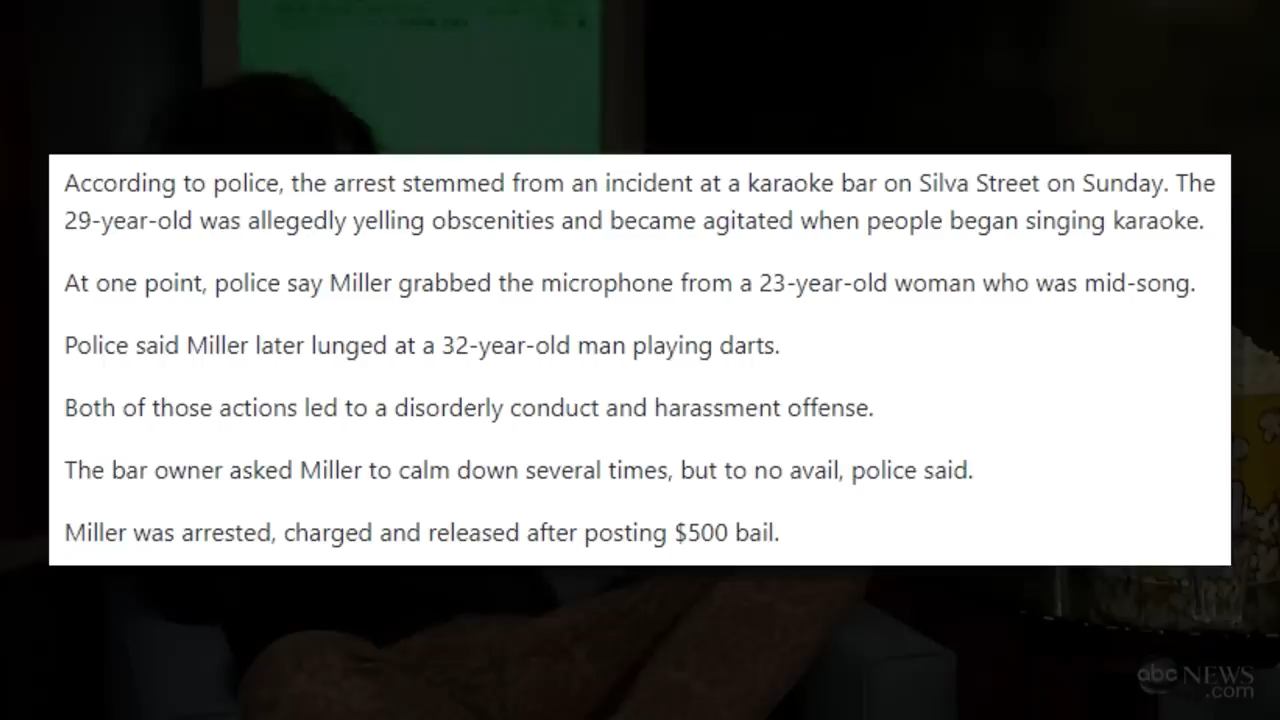 According to police, the arrest stemmed from an incident at a karaoke bar on Silva Street on Sunday. The
29-year-old was allegedly yelling obscenities and became agitated when people began singing karaoke.
At one point, police say Miller grabbed the microphone from a 23-year-old woman who was mid-song.
Police said Miller later lunged at a 32-year-old man playing darts.
Both of those actions led to a disorderly conduct and harassment offense.
The bar owner asked Miller to calm down several times, but to no avail, police said.
Miller was arrested, charged and released after posting $500 bail.
abc NEWS
.com